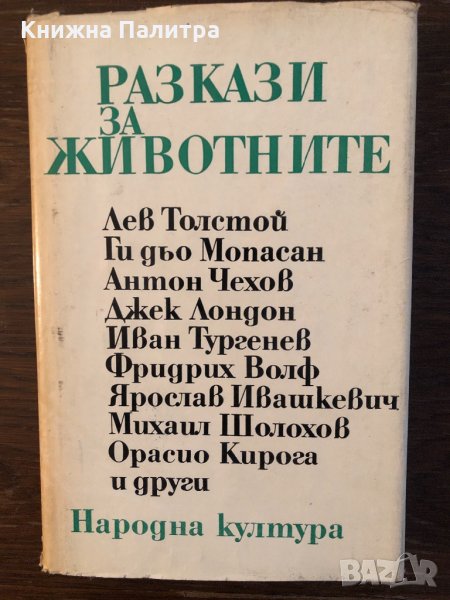 Книжна Палитра
РАЗКАЗИ
ЗА
ЖИВОТНИТЕ
Лев Толстой
Ги дьо Мопасан
Антон Чехов
Джек Лондон
Иван Тургенев
Фридрих Волф
Ярослав Ивашкевич
Михаил Шолохов
Орасио Кирога
и други
Народна култура
BAZAR